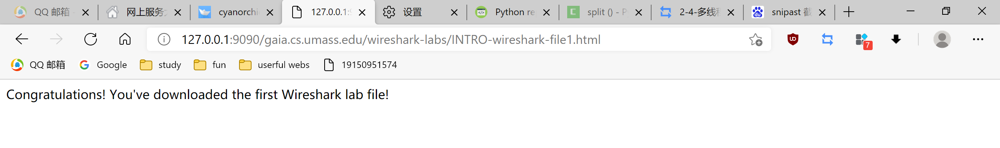 QQ 邮箱 - 网上服务 cyanorchi 127.0.0.1:9 设置 Python re split () - P 2-4-多线程 snipast 截
127.0.0.1:9090/gaia.cs.umass.edu/wireshark-labs/INTRO-wireshark-file1.html 7
QQ 邮箱 Google study fun userful webs 19150951574
Congratulations! You've downloaded the first Wireshark lab file!